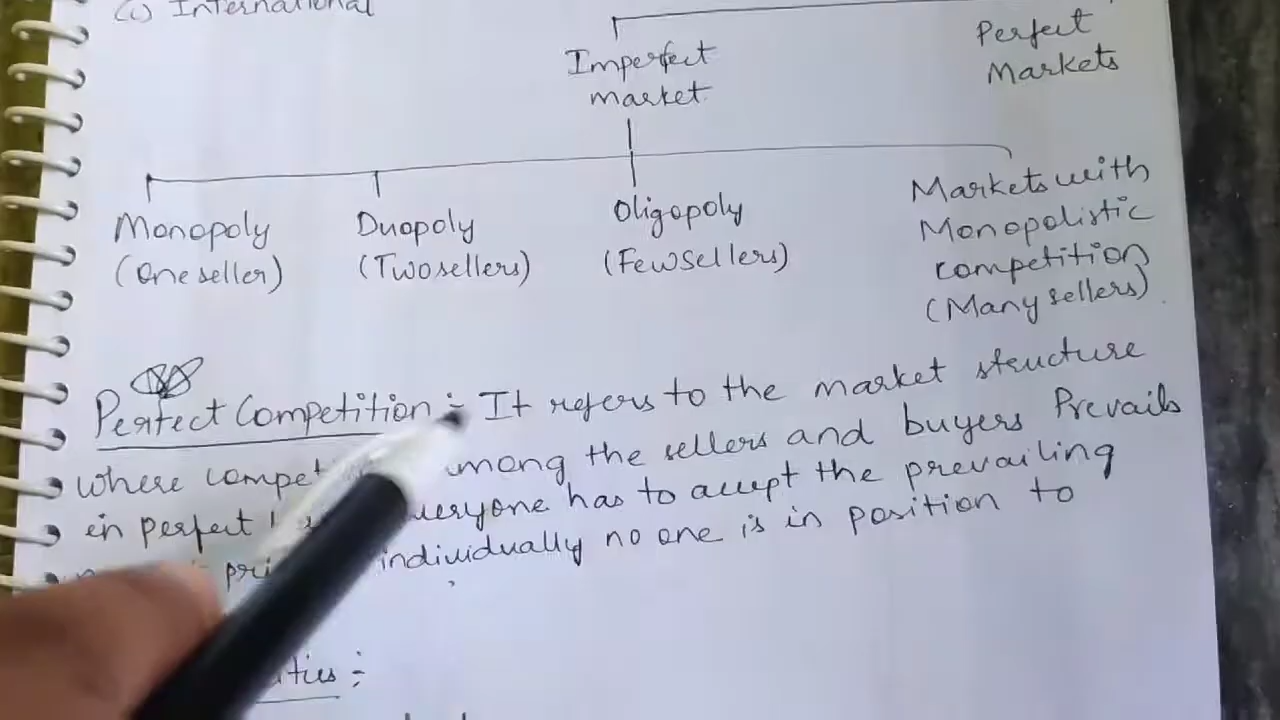 (c) International
Imperfect
market
Perfect
Markets
Monopoly
(One seller)
Duopoly
(Two sellers)
Oligopoly
(Few sellers)
Markets with
Monopolistic
competition
(Many sellers)
Perfect Competition :- It refers to the market structure
where among the sellers and buyers Prevails
in perfect everyone has to accept the prevailing
individually no one is in position to